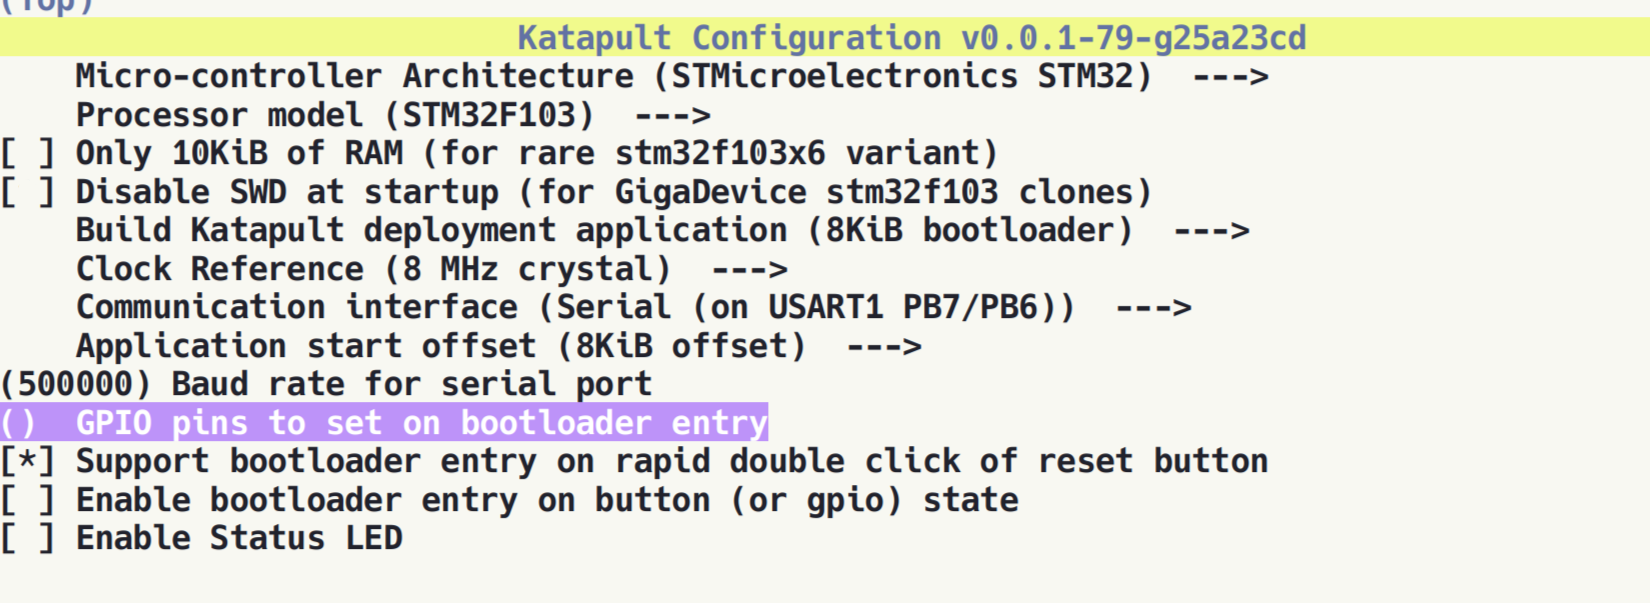 (Top)
Katapult Configuration v0.0.1-79-g25a23cd
Micro-controller Architecture (STMicroelectronics STM32)  --->
Processor model (STM32F103)  --->
[ ] Only 10KiB of RAM (for rare stm32f103x6 variant)
[ ] Disable SWD at startup (for GigaDevice stm32f103 clones)
Build Katapult deployment application (8KiB bootloader)  --->
Clock Reference (8 MHz crystal)  --->
Communication interface (Serial (on USART1 PB7/PB6))  --->
Application start offset (8KiB offset)  --->
(500000) Baud rate for serial port
()  GPIO pins to set on bootloader entry
[*] Support bootloader entry on rapid double click of reset button
[ ] Enable bootloader entry on button (or gpio) state
[ ] Enable Status LED